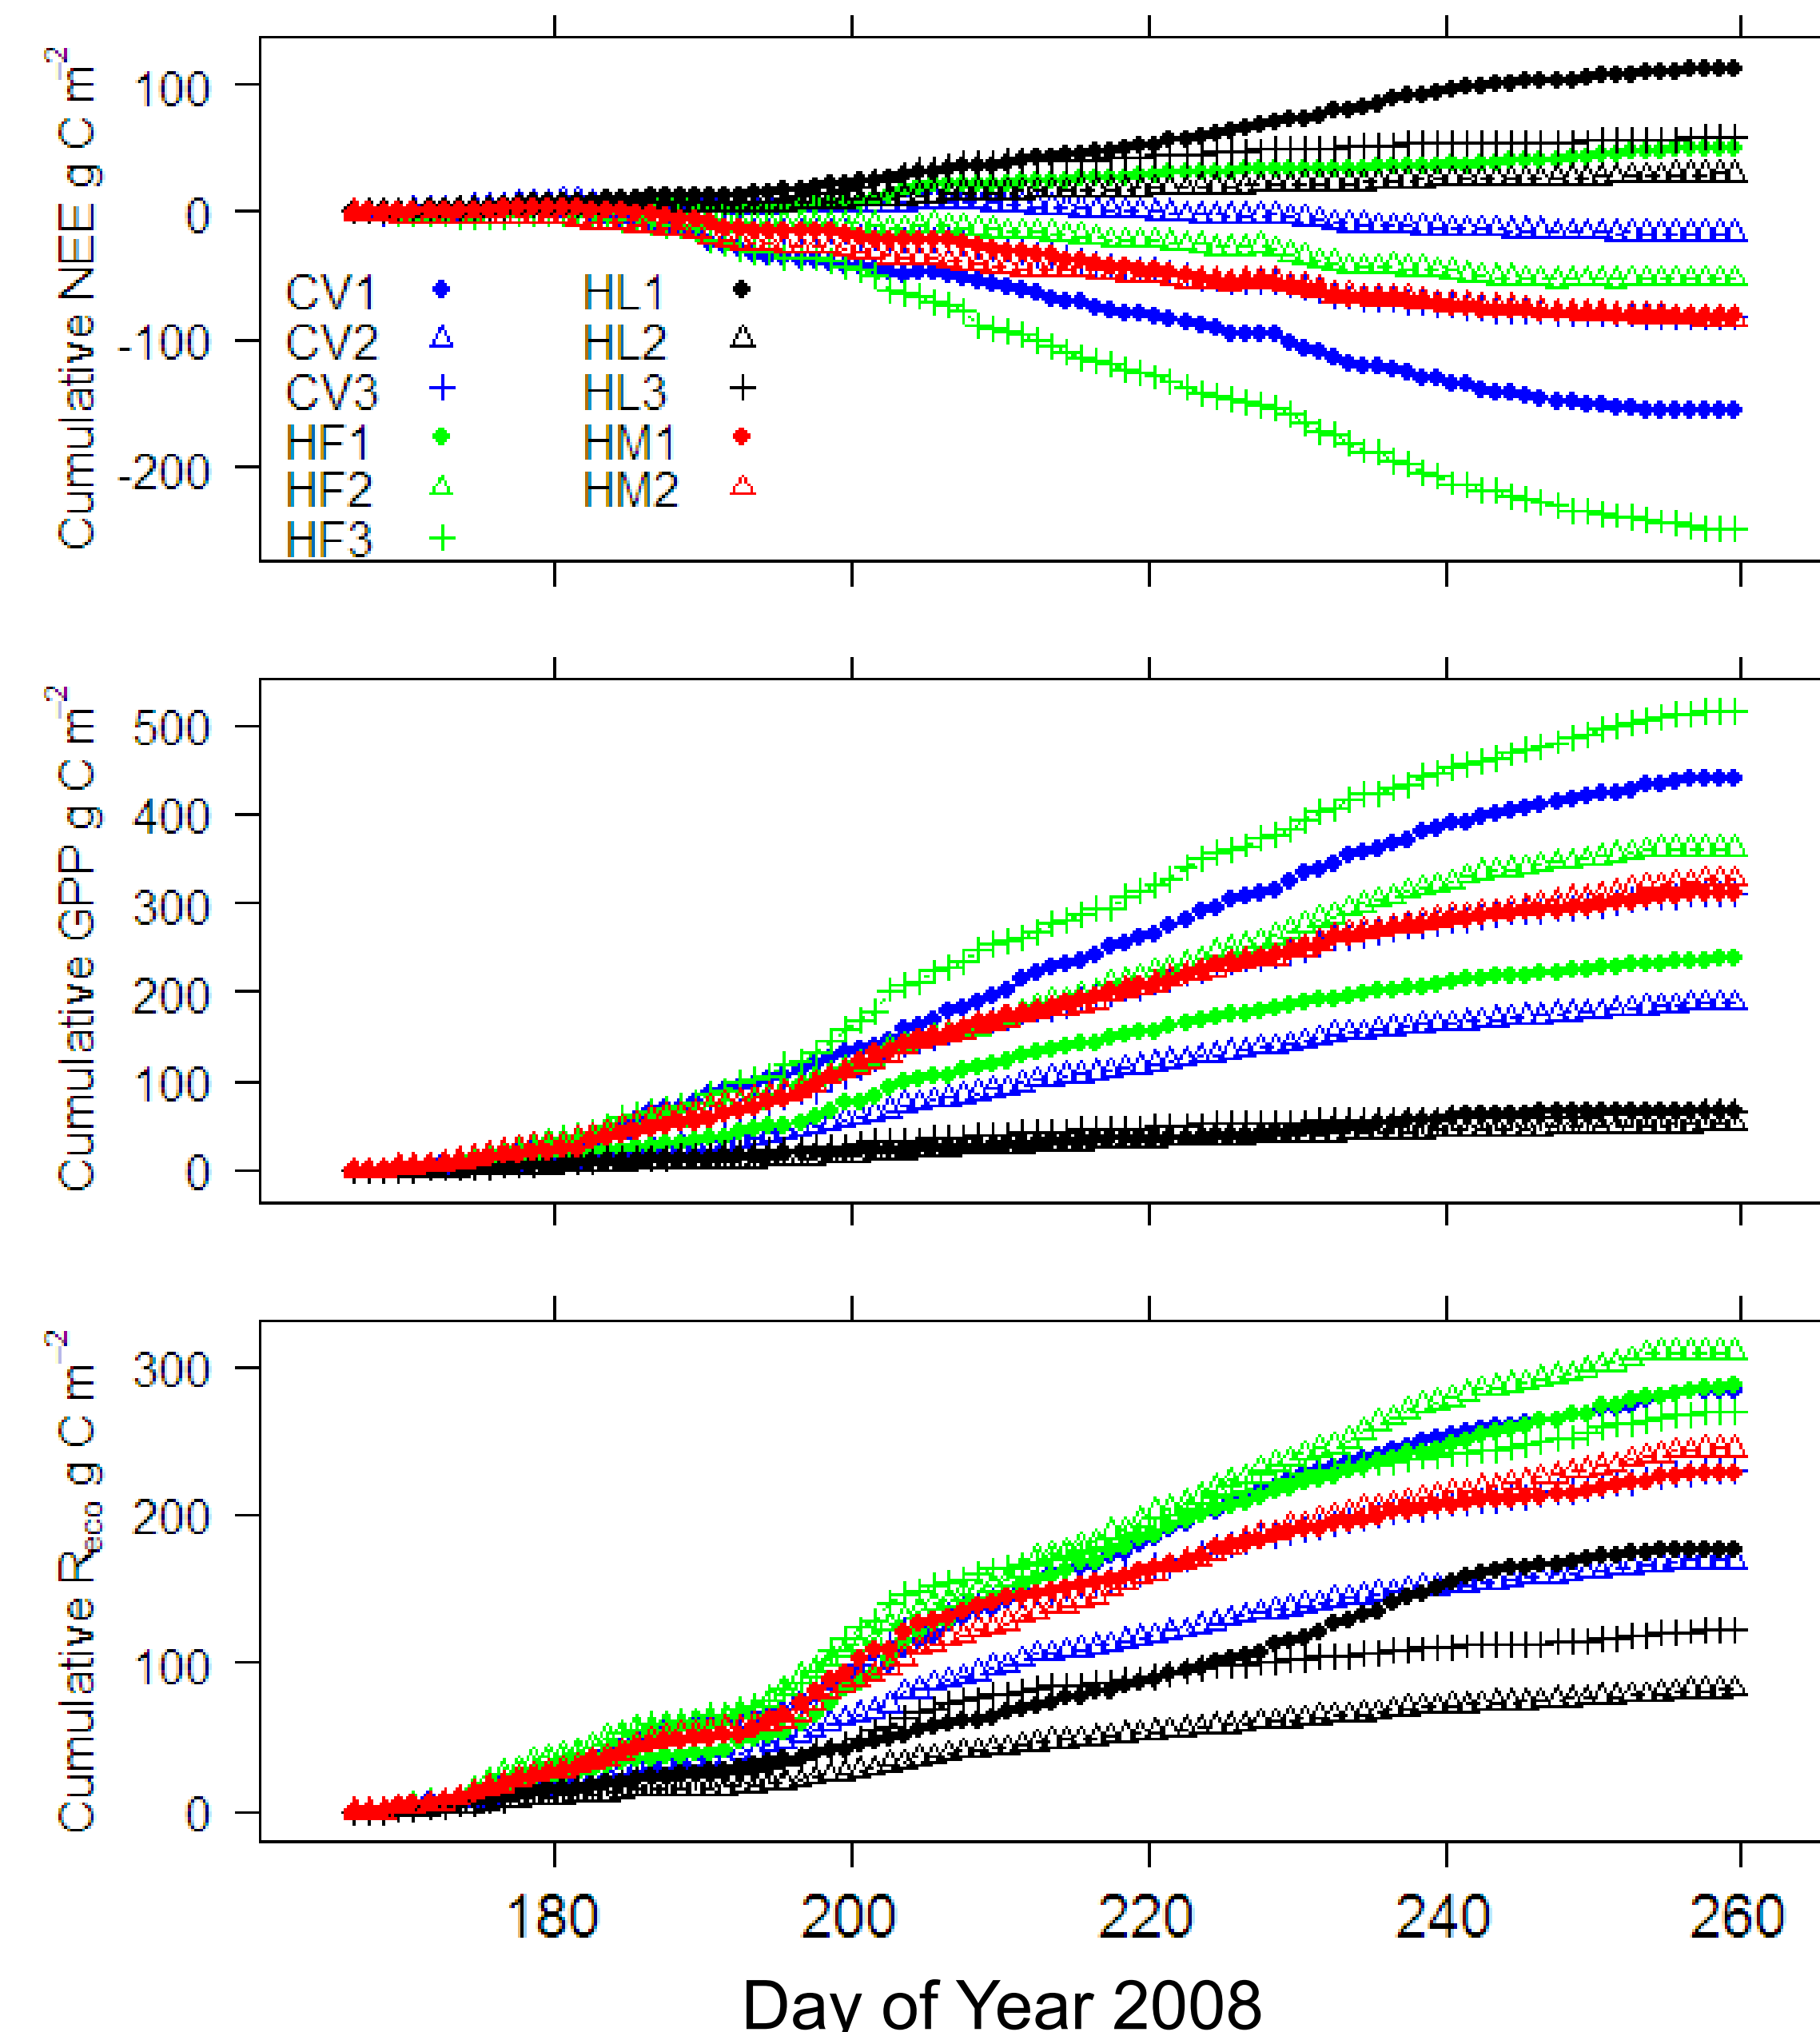 Cumulative NEE g C m⁻²
100
0
-100
-200
CV1 HL1
CV2 HL2
CV3 HL3
HF1 HM1
HF2 HM2
HF3
Cumulative GPP g C m⁻²
500
400
300
200
100
0
Cumulative Reco g C m⁻²
300
200
100
0
180 200 220 240 260
Day of Year 2008